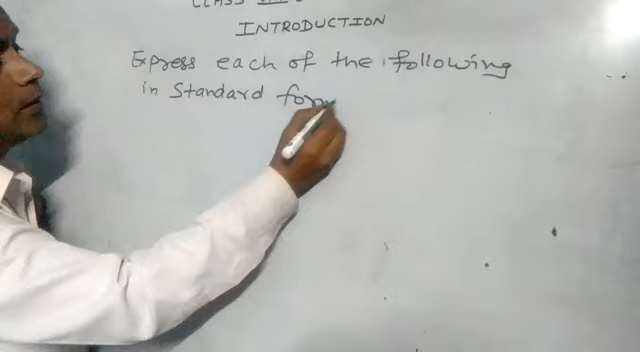 CLASS
INTRODUCTION
Express each of the following
in Standard form